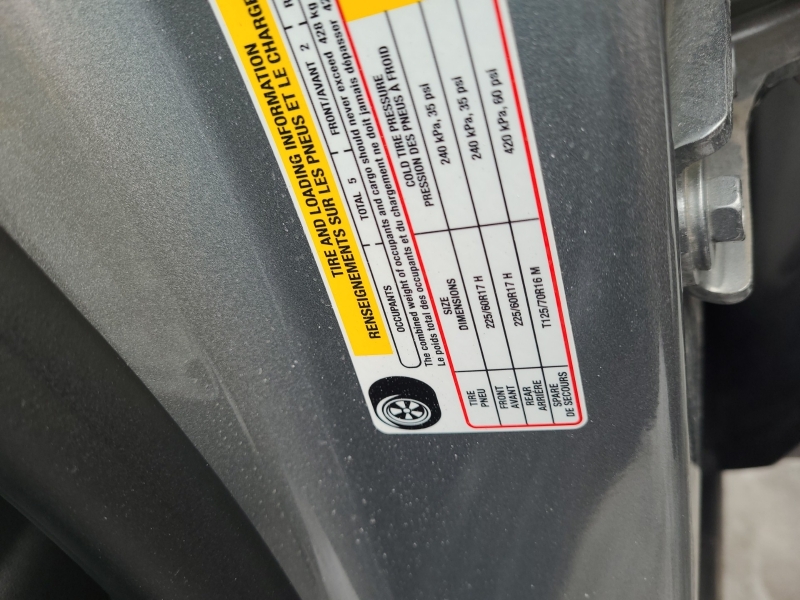 TIRE AND LOADING INFORMATION
RENSEIGNEMENTS SUR LES PNEUS ET LE CHARGE
OCCUPANTS TOTAL 5 FRONT/AVANT 2 R
The combined weight of occupants and cargo should never exceed 428 kg
Le poids total des occupants et du chargement ne doit jamais dépasser 42
TIRE
PNEU
SIZE
DIMENSIONS
COLD TIRE PRESSURE
PRESSION DES PNEUS À FROID
FRONT
AVANT
225/60R17 H
240 kPa, 35 psi
REAR
ARRIÈRE
225/60R17 H
240 kPa, 35 psi
SPARE
DE SECOURS
T125/70R16 M
420 kPa, 60 psi